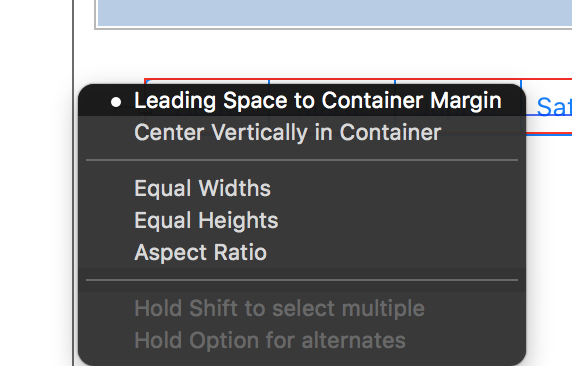 Sat
Leading Space to Container Margin
Center Vertically in Container
Equal Widths
Equal Heights
Aspect Ratio
Hold Shift to select multiple
Hold Option for alternates